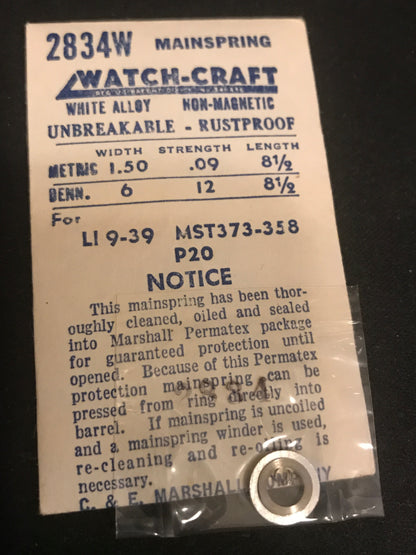 2834W MAINSPRING
WATCH-CRAFT
WHITE ALLOY NON-MAGNETIC
UNBREAKABLE - RUSTPROOF
WIDTH STRENGTH LENGTH
METRIC 1.50 .09 8½
DENN. 6 12 8½
For
LI 9-39 MST373-358
P20
NOTICE
This mainspring has been thor-
oughly cleaned, oiled and sealed
into Marshall Permatex package
for guaranteed protection until
opened. Because of this Permatex
protection mainspring can be
2834
pressed from ring directly into
barrel. If mainspring is uncoiled
and a mainspring winder is used,
re-cleaning and re-oiling is
necessary.
C. & E. MARSHALL COMPANY